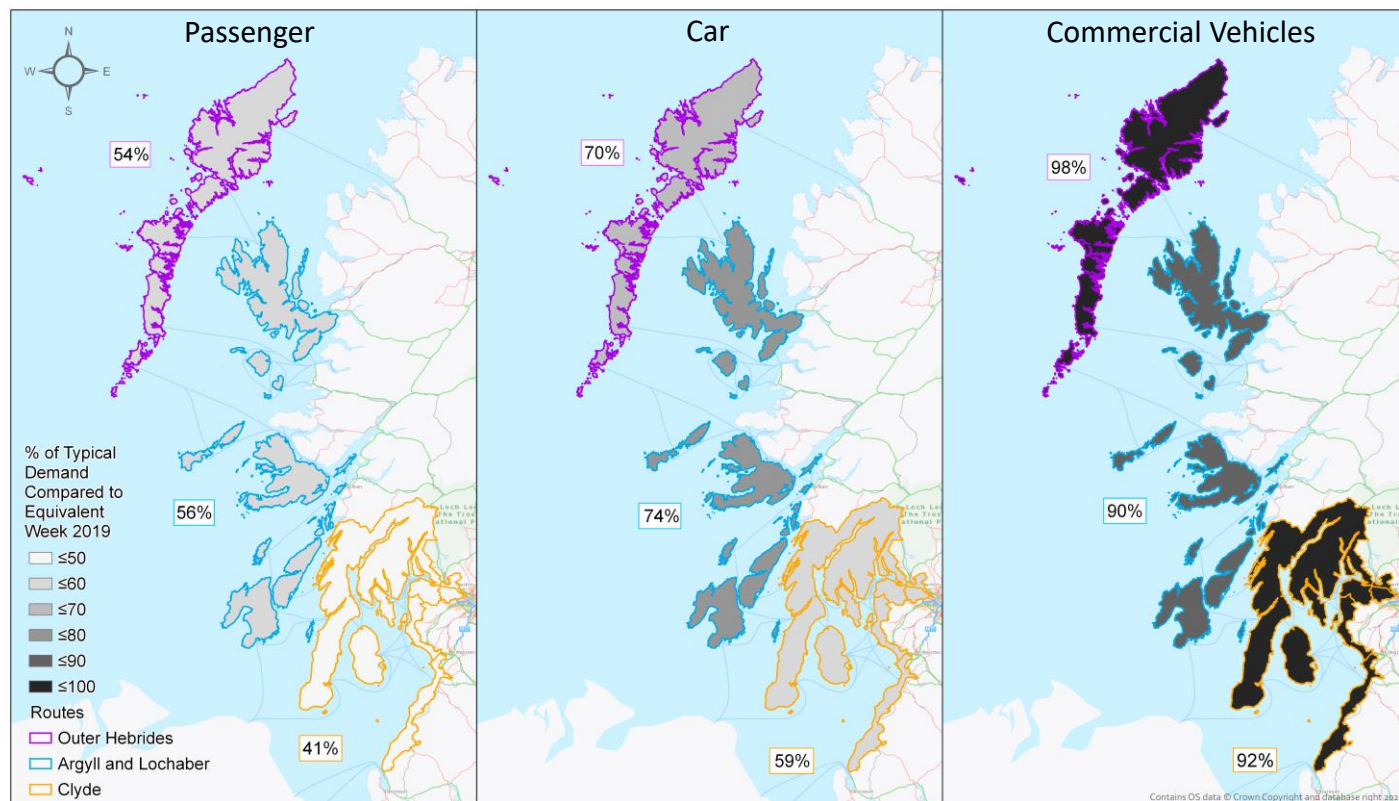 Passenger
Car
Commercial Vehicles
N
W
E
S
54%
70%
98%
56%
74%
90%
41%
59%
92%
% of Typical
Demand
Compared to
Equivalent
Week 2019
≤50
≤60
≤70
≤80
≤90
≤100
Routes
Outer Hebrides
Argyll and Lochaber
Clyde
Contains OS data © Crown Copyright and database right